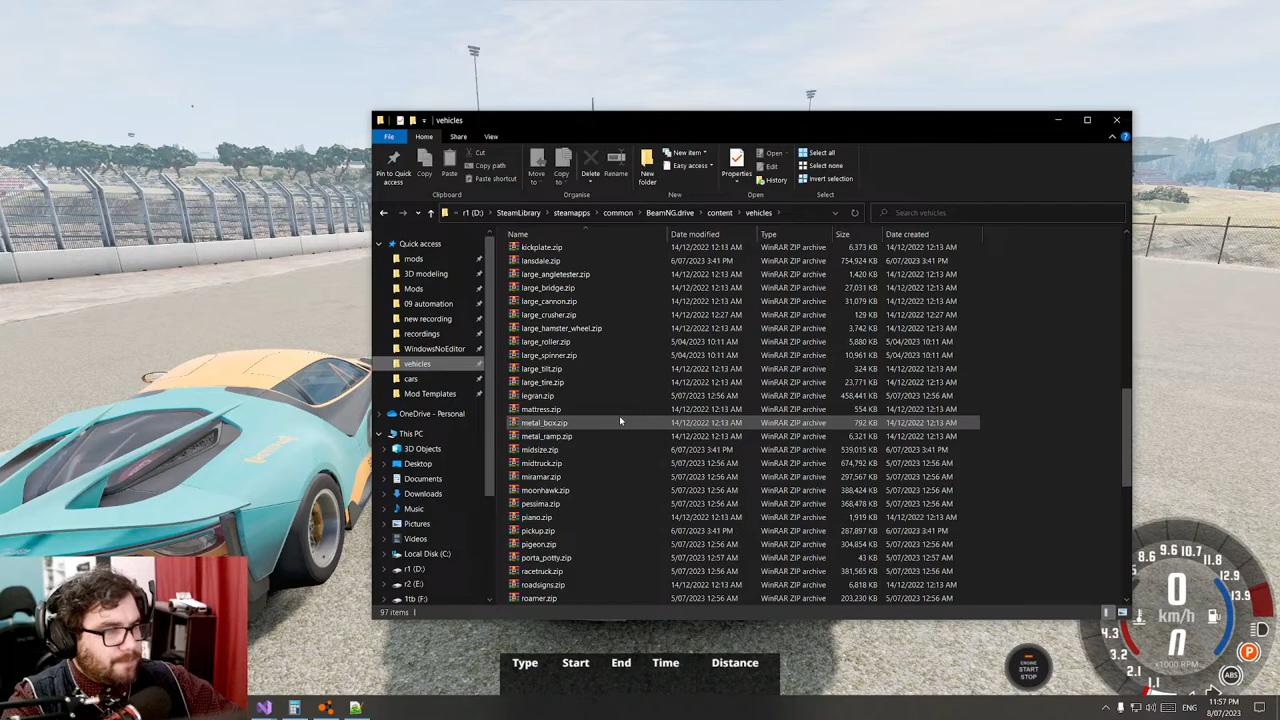 vehicles
File Home Share View
Pin to Quick access
Copy
Paste
Cut
Copy path
Paste shortcut
Clipboard
Move to
Copy to
Delete
Rename
Organise
New folder
New item
Easy access
New
Properties
Open
Edit
History
Open
Select all
Select none
Invert selection
Select
r1 (D:) SteamLibrary steamapps common BeamNG.drive content vehicles
Search vehicles
Name Date modified Type Size Date created
Quick access
mods
3D modeling
Mods
09 automation
new recording
recordings
WindowsNoEditor
vehicles
cars
Mod Templates
OneDrive - Personal
This PC
3D Objects
Desktop
Documents
Downloads
Music
Pictures
Videos
Local Disk (C:)
r1 (D:)
r2 (E:)
1tb (F:)
kickplate.zip 14/12/2022 12:13 AM WinRAR ZIP archive 6,373 KB 14/12/2022 12:13 AM
lansdale.zip 6/07/2023 3:41 PM WinRAR ZIP archive 754,924 KB 6/07/2023 3:41 PM
large_angletester.zip 14/12/2022 12:13 AM WinRAR ZIP archive 1,420 KB 14/12/2022 12:13 AM
large_bridge.zip 14/12/2022 12:13 AM WinRAR ZIP archive 27,031 KB 14/12/2022 12:13 AM
large_cannon.zip 14/12/2022 12:13 AM WinRAR ZIP archive 31,079 KB 14/12/2022 12:13 AM
large_crusher.zip 14/12/2022 12:27 AM WinRAR ZIP archive 129 KB 14/12/2022 12:27 AM
large_hamster_wheel.zip 14/12/2022 12:13 AM WinRAR ZIP archive 3,742 KB 14/12/2022 12:13 AM
large_roller.zip 5/04/2023 10:11 AM WinRAR ZIP archive 5,880 KB 5/04/2023 10:11 AM
large_spinner.zip 5/04/2023 10:11 AM WinRAR ZIP archive 10,961 KB 5/04/2023 10:11 AM
large_tilt.zip 14/12/2022 12:13 AM WinRAR ZIP archive 324 KB 14/12/2022 12:13 AM
large_tire.zip 14/12/2022 12:13 AM WinRAR ZIP archive 23,771 KB 14/12/2022 12:13 AM
legran.zip 5/07/2023 12:56 AM WinRAR ZIP archive 458,441 KB 5/07/2023 12:56 AM
mattress.zip 14/12/2022 12:13 AM WinRAR ZIP archive 554 KB 14/12/2022 12:13 AM
metal_box.zip 14/12/2022 12:13 AM WinRAR ZIP archive 792 KB 14/12/2022 12:13 AM
metal_ramp.zip 14/12/2022 12:13 AM WinRAR ZIP archive 6,321 KB 14/12/2022 12:13 AM
midsize.zip 6/07/2023 3:41 PM WinRAR ZIP archive 539,015 KB 6/07/2023 3:41 PM
midtruck.zip 5/07/2023 12:56 AM WinRAR ZIP archive 674,792 KB 5/07/2023 12:56 AM
miramar.zip 5/07/2023 12:56 AM WinRAR ZIP archive 297,567 KB 5/07/2023 12:56 AM
moonhawk.zip 5/07/2023 12:56 AM WinRAR ZIP archive 388,424 KB 5/07/2023 12:56 AM
pessima.zip 5/07/2023 12:56 AM WinRAR ZIP archive 368,478 KB 5/07/2023 12:56 AM
piano.zip 14/12/2022 12:13 AM WinRAR ZIP archive 1,919 KB 14/12/2022 12:13 AM
pickup.zip 6/07/2023 3:41 PM WinRAR ZIP archive 287,897 KB 6/07/2023 3:41 PM
pigeon.zip 5/07/2023 12:56 AM WinRAR ZIP archive 304,854 KB 5/07/2023 12:56 AM
porta_potty.zip 5/07/2023 12:57 AM WinRAR ZIP archive 43 KB 5/07/2023 12:57 AM
racetruck.zip 5/07/2023 12:56 AM WinRAR ZIP archive 381,565 KB 5/07/2023 12:56 AM
roadsigns.zip 14/12/2022 12:13 AM WinRAR ZIP archive 6,818 KB 14/12/2022 12:13 AM
roamer.zip 5/07/2023 12:56 AM WinRAR ZIP archive 203,230 KB 5/07/2023 12:56 AM
97 items
Type Start End Time Distance
ENGINE START STOP
8.6 9.6 10.7 11.8 12.9 13.9
4.3 3.2 2.1 1.1
0
km/h
n
x1000 RPM
P
ABS
ENG
11:57 PM
8/07/2023